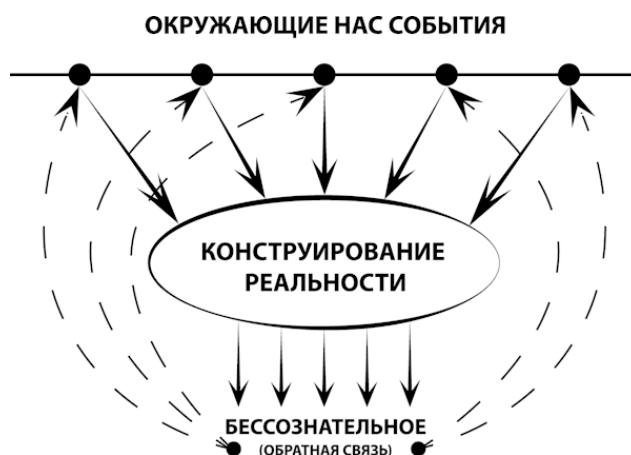 ОКРУЖАЮЩИЕ НАС СОБЫТИЯ
КОНСТРУИРОВАНИЕ
РЕАЛЬНОСТИ
БЕССОЗНАТЕЛЬНОЕ
(ОБРАТНАЯ СВЯЗЬ)